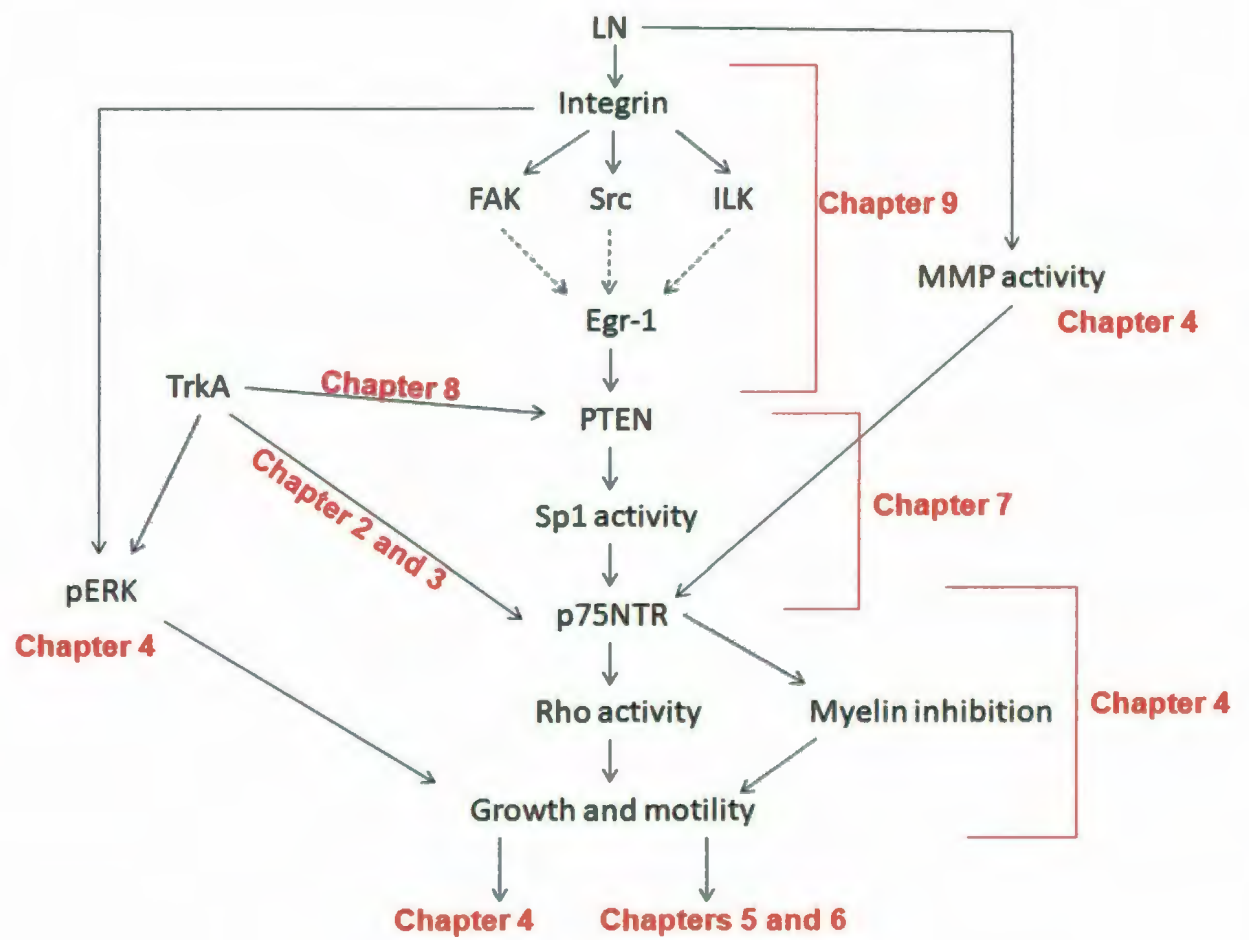 LN
Integrin
FAK
Src
ILK
Chapter 9
MMP activity
Chapter 4
Egr-1
TrkA
Chapter 8
PTEN
Chapter 2 and 3
Sp1 activity
Chapter 7
pERK
Chapter 4
p75NTR
Rho activity
Myelin inhibition
Chapter 4
Growth and motility
Chapter 4
Chapters 5 and 6